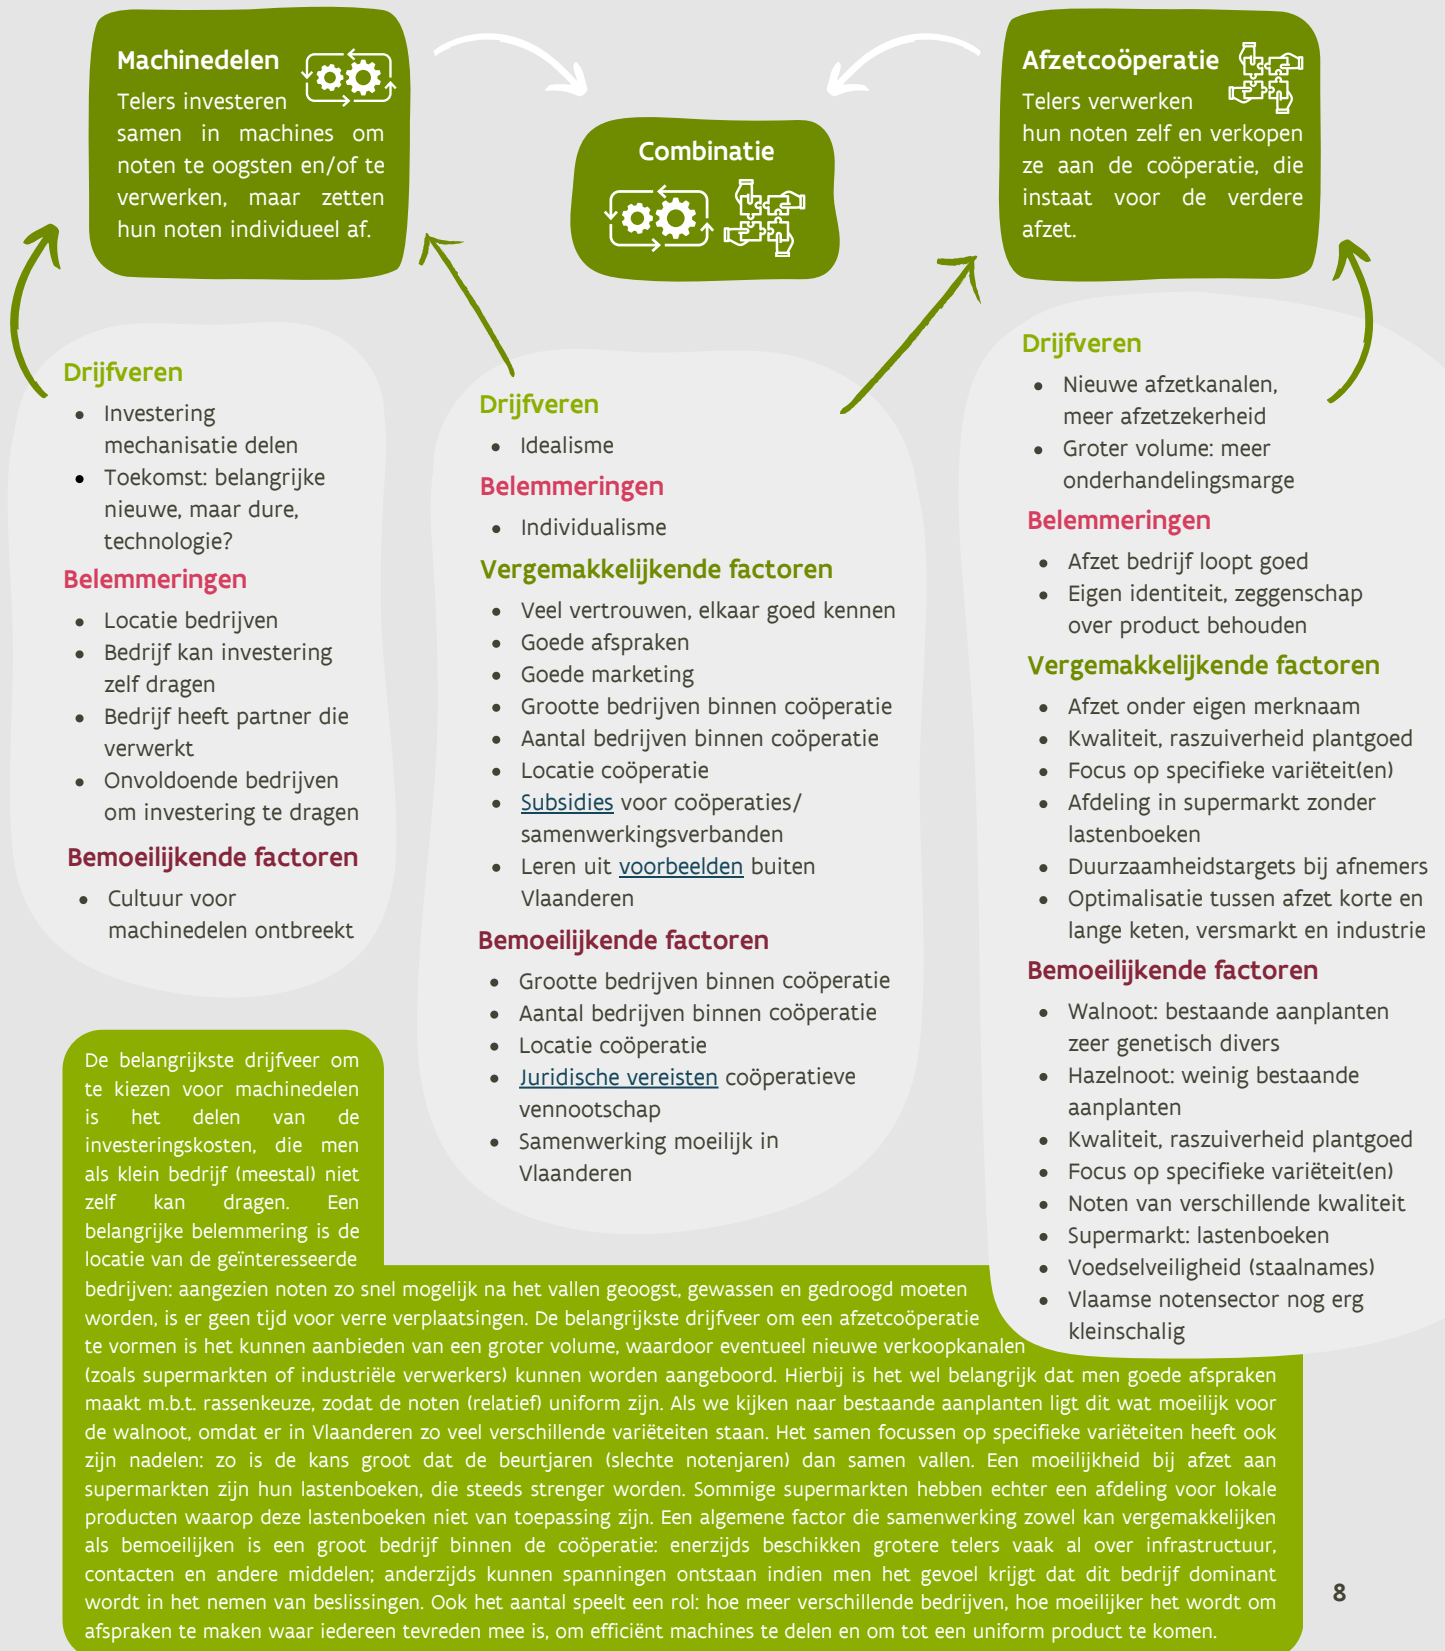 Machinedelen
Telers investeren
samen in machines om
noten te oogsten en/of te
verwerken, maar zetten
hun noten individueel af.
Combinatie
Afzetcoöperatie
Telers verwerken
hun noten zelf en verkopen
ze aan de coöperatie, die
instaat voor de verdere
afzet.
Drijfveren
• Investering
mechanisatie delen
• Toekomst: belangrijke
nieuwe, maar dure,
technologie?
Belemmeringen
• Locatie bedrijven
• Bedrijf kan investering
zelf dragen
• Bedrijf heeft partner die
verwerkt
• Onvoldoende bedrijven
om investering te dragen
Bemoeilijkende factoren
• Cultuur voor
machinedelen ontbreekt
Drijfveren
• Idealisme
Belemmeringen
• Individualisme
Vergemakkelijkende factoren
• Veel vertrouwen, elkaar goed kennen
• Goede afspraken
• Goede marketing
• Grootte bedrijven binnen coöperatie
• Aantal bedrijven binnen coöperatie
• Locatie coöperatie
• Subsidies voor coöperaties/
samenwerkingsverbanden
• Leren uit voorbeelden buiten
Vlaanderen
Bemoeilijkende factoren
• Grootte bedrijven binnen coöperatie
• Aantal bedrijven binnen coöperatie
• Locatie coöperatie
• Juridische vereisten coöperatieve
vennootschap
• Samenwerking moeilijk in
Vlaanderen
Drijfveren
• Nieuwe afzetkanalen,
meer afzetzekerheid
• Groter volume: meer
onderhandelingsmarge
Belemmeringen
• Afzet bedrijf loopt goed
• Eigen identiteit, zeggenschap
over product behouden
Vergemakkelijkende factoren
• Afzet onder eigen merknaam
• Kwaliteit, raszuiverheid plantgoed
• Focus op specifieke variëteit(en)
• Afdeling in supermarkt zonder
lastenboeken
• Duurzaamheidstargets bij afnemers
• Optimalisatie tussen afzet korte en
lange keten, versmarkt en industrie
Bemoeilijkende factoren
• Walnoot: bestaande aanplanten
zeer genetisch divers
• Hazelnoot: weinig bestaande
aanplanten
• Kwaliteit, raszuiverheid plantgoed
• Focus op specifieke variëteit(en)
• Noten van verschillende kwaliteit
• Supermarkt: lastenboeken
• Voedselveiligheid (staalnames)
• Vlaamse notensector nog erg
kleinschalig
De belangrijkste drijfveer om
te kiezen voor machinedelen
is het delen van de
investeringskosten, die men
als klein bedrijf (meestal) niet
zelf kan dragen. Een
belangrijke belemmering is de
locatie van de geïnteresseerde
bedrijven: aangezien noten zo snel mogelijk na het vallen geoogst, gewassen en gedroogd moeten
worden, is er geen tijd voor verre verplaatsingen. De belangrijkste drijfveer om een afzetcoöperatie
te vormen is het kunnen aanbieden van een groter volume, waardoor eventueel nieuwe verkoopkanalen
(zoals supermarkten of industriële verwerkers) kunnen worden aangeboord. Hierbij is het wel belangrijk dat men goede afspraken
maakt m.b.t. rassenkeuze, zodat de noten (relatief) uniform zijn. Als we kijken naar bestaande aanplanten ligt dit wat moeilijk voor
de walnoot, omdat er in Vlaanderen zo veel verschillende variëteiten staan. Het samen focussen op specifieke variëteiten heeft ook
zijn nadelen: zo is de kans groot dat de beurtjaren (slechte notenjaren) dan samen vallen. Een moeilijkheid bij afzet aan
supermarkten zijn hun lastenboeken, die steeds strenger worden. Sommige supermarkten hebben echter een afdeling voor lokale
producten waarop deze lastenboeken niet van toepassing zijn. Een algemene factor die samenwerking zowel kan vergemakkelijken
als bemoeilijken is een groot bedrijf binnen de coöperatie: enerzijds beschikken grotere telers vaak al over infrastructuur,
contacten en andere middelen; anderzijds kunnen spanningen ontstaan indien men het gevoel krijgt dat dit bedrijf dominant
wordt in het nemen van beslissingen. Ook het aantal speelt een rol: hoe meer verschillende bedrijven, hoe moeilijker het wordt om
afspraken te maken waar iedereen tevreden mee is, om efficiënt machines te delen en om tot een uniform product te komen.
8